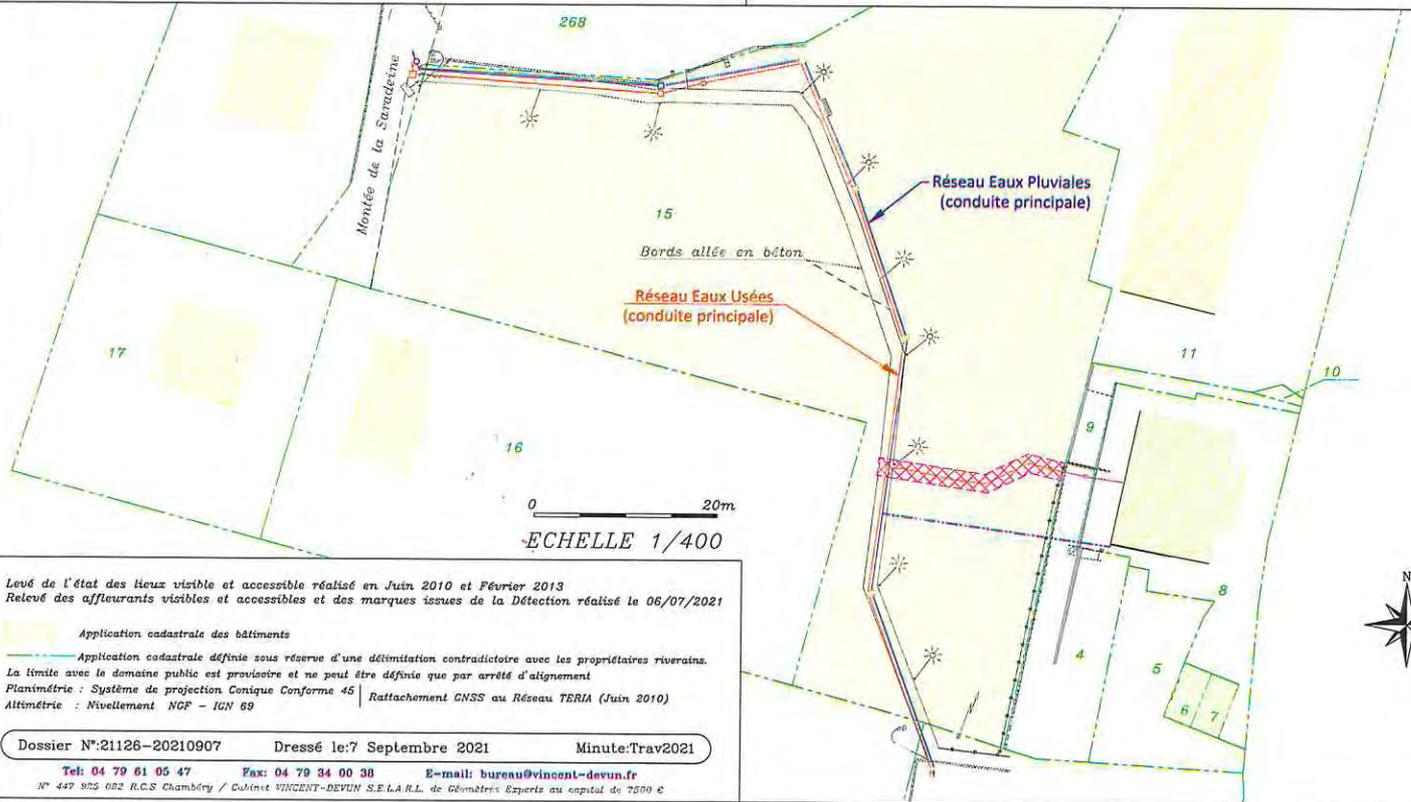 268
Montée de la Saradeine
15
Réseau Eaux Pluviales
(conduite principale)
Bords allée en béton
Réseau Eaux Usées
(conduite principale)
17
16
11
10
9
8
4
5
6
7
0 20m
ECHELLE 1/400
N
Levé de l'état des lieux visible et accessible réalisé en Juin 2010 et Février 2013
Relevé des affleurants visibles et accessibles et des marques issues de la Détection réalisé le 06/07/2021
Application cadastrale des bâtiments
Application cadastrale définie sous réserve d'une délimitation contradictoire avec les propriétaires riverains.
La limite avec le domaine public est provisoire et ne peut être définie que par arrêté d'alignement
Planimétrie : Système de projection Conique Conforme 45 Rattachement GNSS au Réseau TERIA (Juin 2010)
Altimétrie : Nivellement NGF - IGN 69
Dossier N°:21126-20210907 Dressé le:7 Septembre 2021 Minute:Trav2021
Tel: 04 79 61 05 47 Fax: 04 79 34 00 38 E-mail: bureau@vincent-devun.fr
N° 447 925 082 R.C.S Chambéry / Cabinet VINCENT-DEVUN S.E.L.A.R.L. de Géomètres Experts au capital de 7500 €